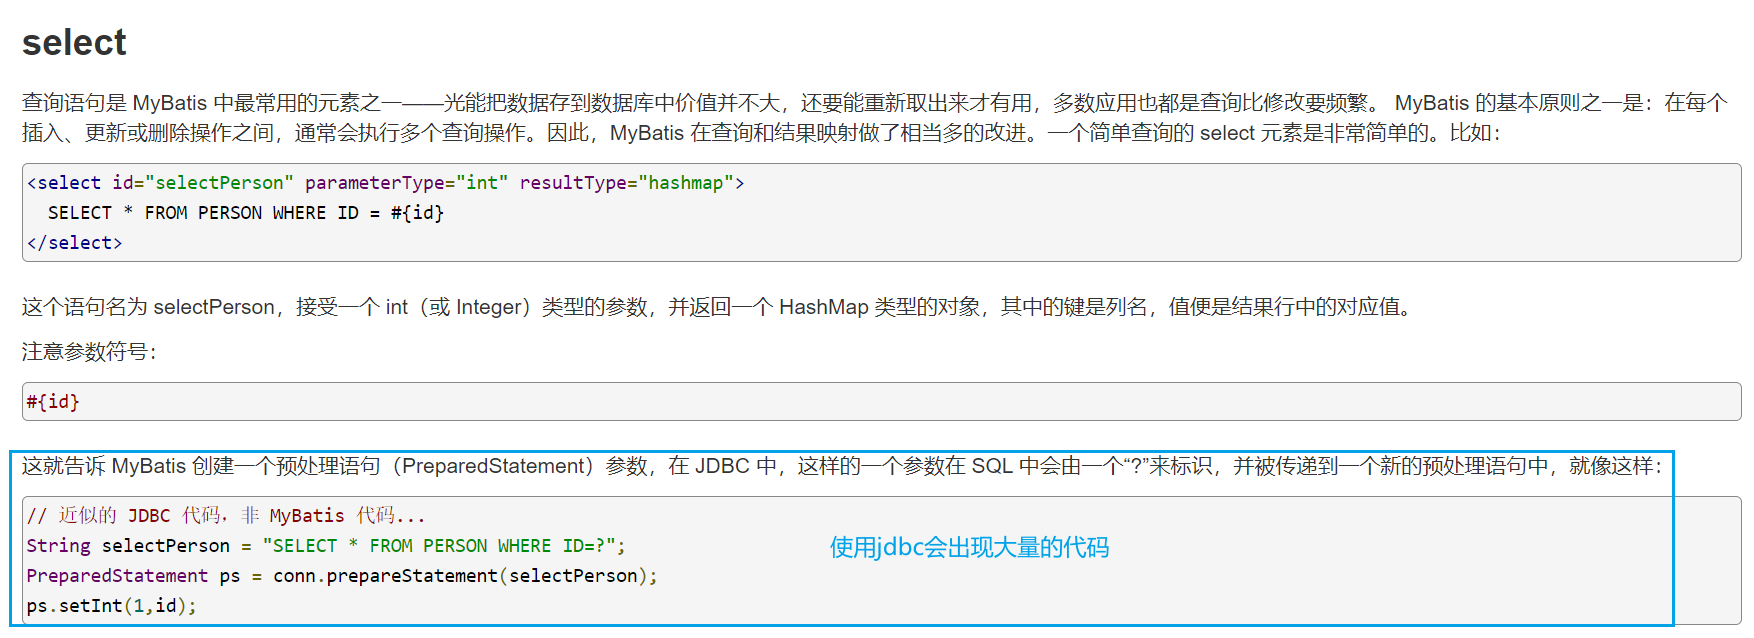 select
查询语句是 MyBatis 中最常用的元素之一——光能把数据存到数据库中价值并不大，还要能重新取出来才有用，多数应用也都是查询比修改要频繁。 MyBatis 的基本原则之一是：在每个
插入、更新或删除操作之间，通常会执行多个查询操作。因此，MyBatis 在查询和结果映射做了相当多的改进。一个简单查询的 select 元素是非常简单的。比如：
<select id="selectPerson" parameterType="int" resultType="hashmap">
  SELECT * FROM PERSON WHERE ID = #{id}
</select>
这个语句名为 selectPerson，接受一个 int（或 Integer）类型的参数，并返回一个 HashMap 类型的对象，其中的键是列名，值便是结果行中的对应值。
注意参数符号：
#{id}
这就告诉 MyBatis 创建一个预处理语句（PreparedStatement）参数，在 JDBC 中，这样的一个参数在 SQL 中会由一个“?”来标识，并被传递到一个新的预处理语句中，就像这样：
// 近似的 JDBC 代码，非 MyBatis 代码...
String selectPerson = "SELECT * FROM PERSON WHERE ID=?";
使用jdbc会出现大量的代码
PreparedStatement ps = conn.prepareStatement(selectPerson);
ps.setInt(1,id);